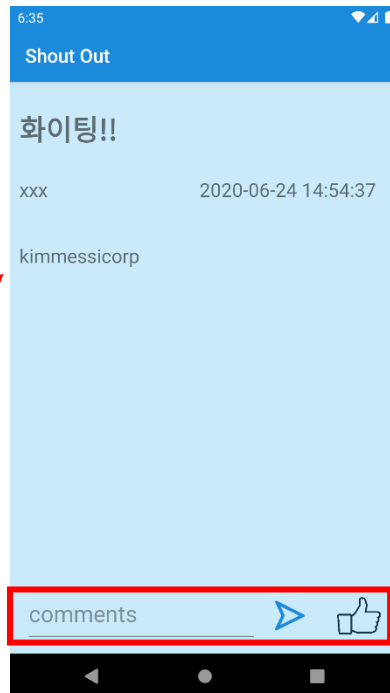 6:35
Shout Out
화이팅!!
xxx 2020-06-24 14:54:37
kimmessicorp
comments